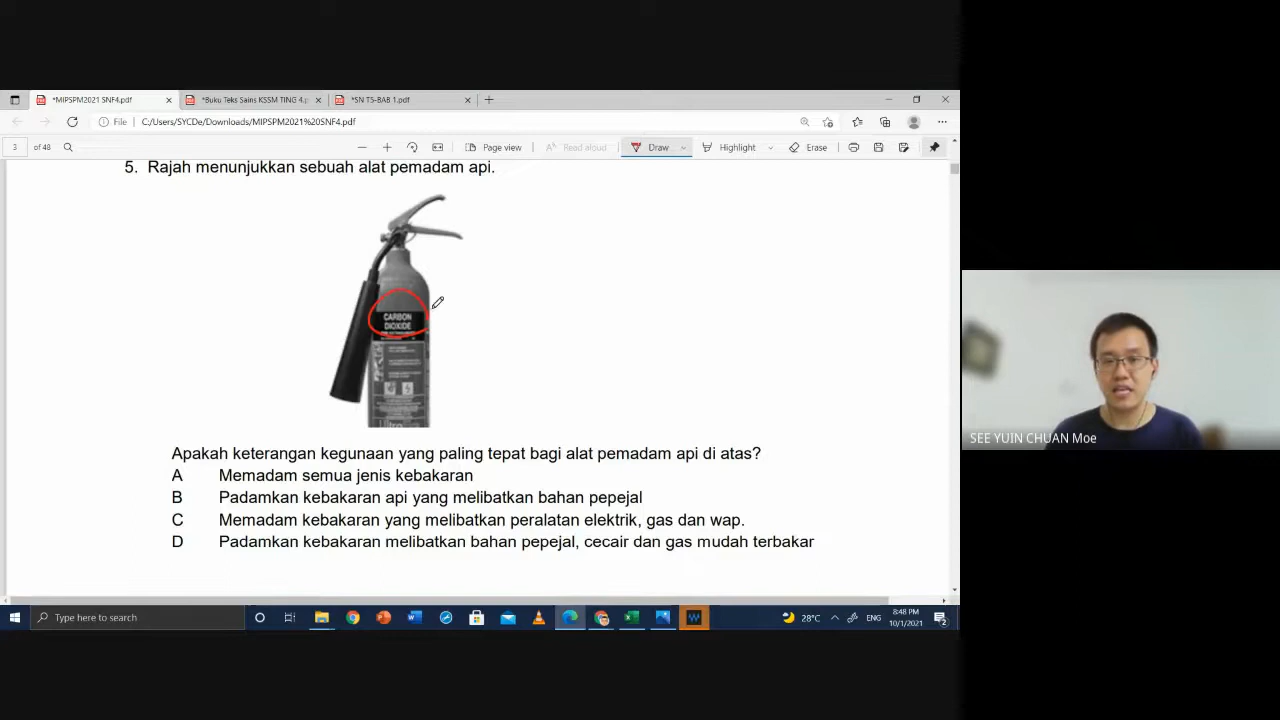 *MIPSPM2021 SNF4.pdf
*Buku Teks Sains KSSM TING 4.p
*SN T5-BAB 1.pdf
File
C:/Users/SYCDe/Downloads/MIPSPM2021%20SNF4.pdf
3 of 48
Page view
Read aloud
Draw
Highlight
Erase
5. Rajah menunjukkan sebuah alat pemadam api.
CARBON
DIOXIDE
Apakah keterangan kegunaan yang paling tepat bagi alat pemadam api di atas?
A Memadam semua jenis kebakaran
B Padamkan kebakaran api yang melibatkan bahan pepejal
C Memadam kebakaran yang melibatkan peralatan elektrik, gas dan wap.
D Padamkan kebakaran melibatkan bahan pepejal, cecair dan gas mudah terbakar
SEE YUIN CHUAN Moe
Type here to search
28°C
ENG
8:48 PM
10/1/2021